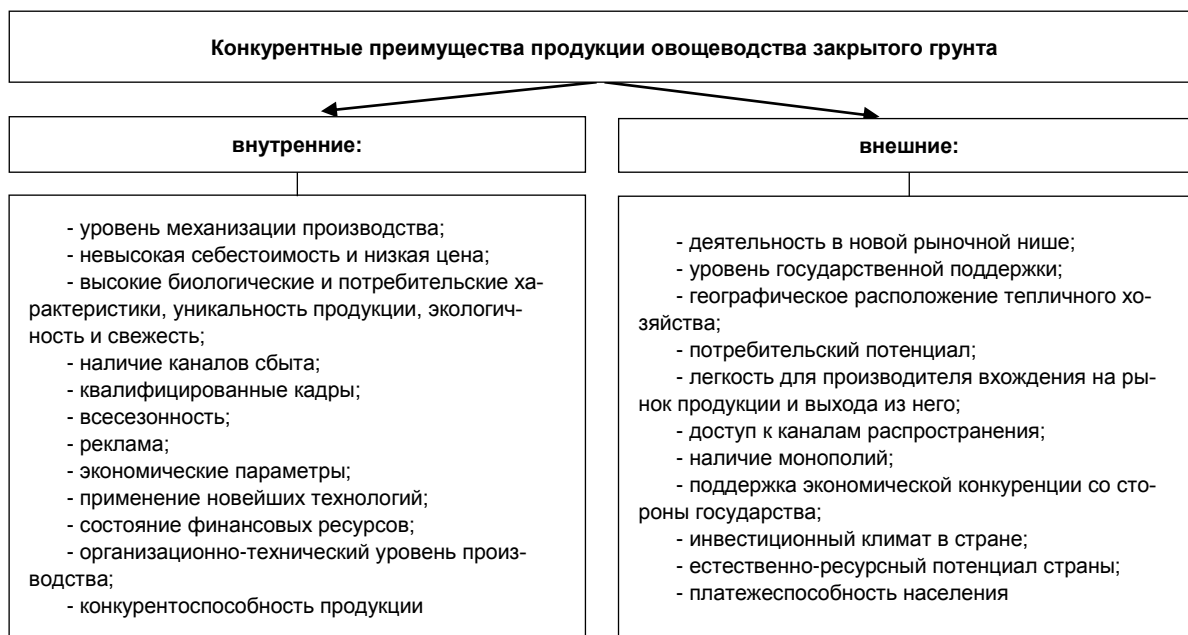 Конкурентные преимущества продукции овощеводства закрытого грунта
внутренние:
- уровень механизации производства;
- невысокая себестоимость и низкая цена;
- высокие биологические и потребительские ха-
рактеристики, уникальность продукции, экологич-
ность и свежесть;
- наличие каналов сбыта;
- квалифицированные кадры;
- всесезонность;
- реклама;
- экономические параметры;
- применение новейших технологий;
- состояние финансовых ресурсов;
- организационно-технический уровень произ-
водства;
- конкурентоспособность продукции
внешние:
- деятельность в новой рыночной нише;
- уровень государственной поддержки;
- географическое расположение тепличного хо-
зяйства;
- потребительский потенциал;
- легкость для производителя вхождения на ры-
нок продукции и выхода из него;
- доступ к каналам распространения;
- наличие монополий;
- поддержка экономической конкуренции со сто-
роны государства;
- инвестиционный климат в стране;
- естественно-ресурсный потенциал страны;
- платежеспособность населения